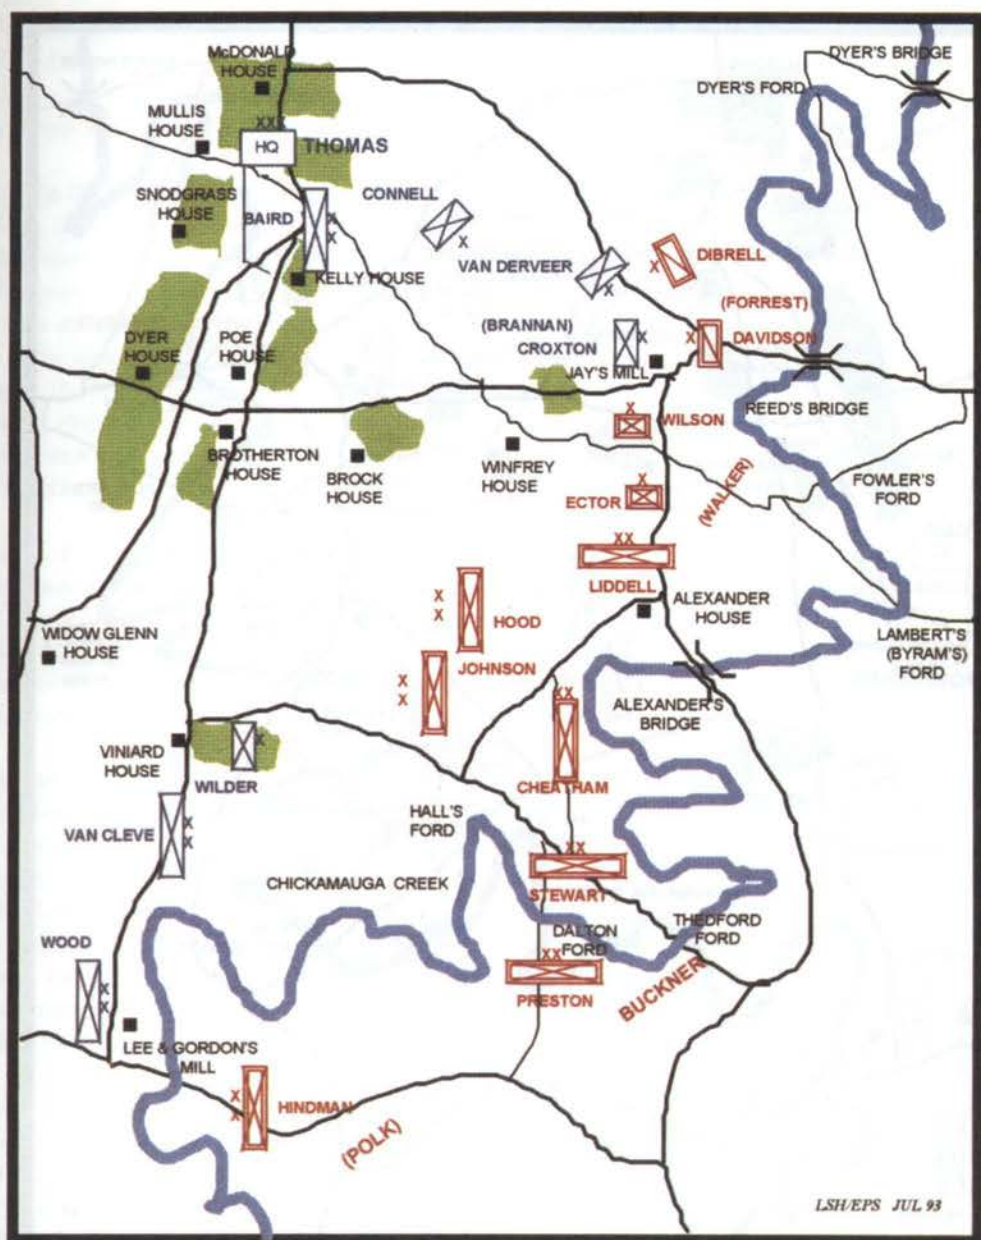 McDONALD
HOUSE
DYER'S BRIDGE
DYER'S FORD
MULLIS
HOUSE
XXX
HQ
THOMAS
SNODGRASS
HOUSE
CONNELL
X
BAIRD
X
X
VAN DERVEER
X
X
DIBRELL
KELLY HOUSE
(FORREST)
DYER
HOUSE
POE
HOUSE
(BRANNAN)
CROXTON
X
X
DAVIDSON
JAY'S MILL
X
WILSON
REED'S BRIDGE
BROTHERTON
HOUSE
BROCK
HOUSE
WINFREY
HOUSE
X
ECTOR
(WALKER)
FOWLER'S
FORD
XX
LIDDELL
X
X
HOOD
ALEXANDER
HOUSE
WIDOW GLENN
HOUSE
LAMBERT'S
(BYRAM'S)
FORD
JOHNSON
X
X
ALEXANDER'S
BRIDGE
XX
VINIARD
HOUSE
X
WILDER
CHEATHAM
HALL'S
FORD
VAN CLEVE
X
X
XX
STEWART
CHICKAMAUGA CREEK
THEDFORD
FORD
DALTON
FORD
WOOD
X
X
XX
PRESTON
BUCKNER
LEE & GORDON'S
MILL
X
X
HINDMAN
(POLK)
LSH/EPS JUL 93